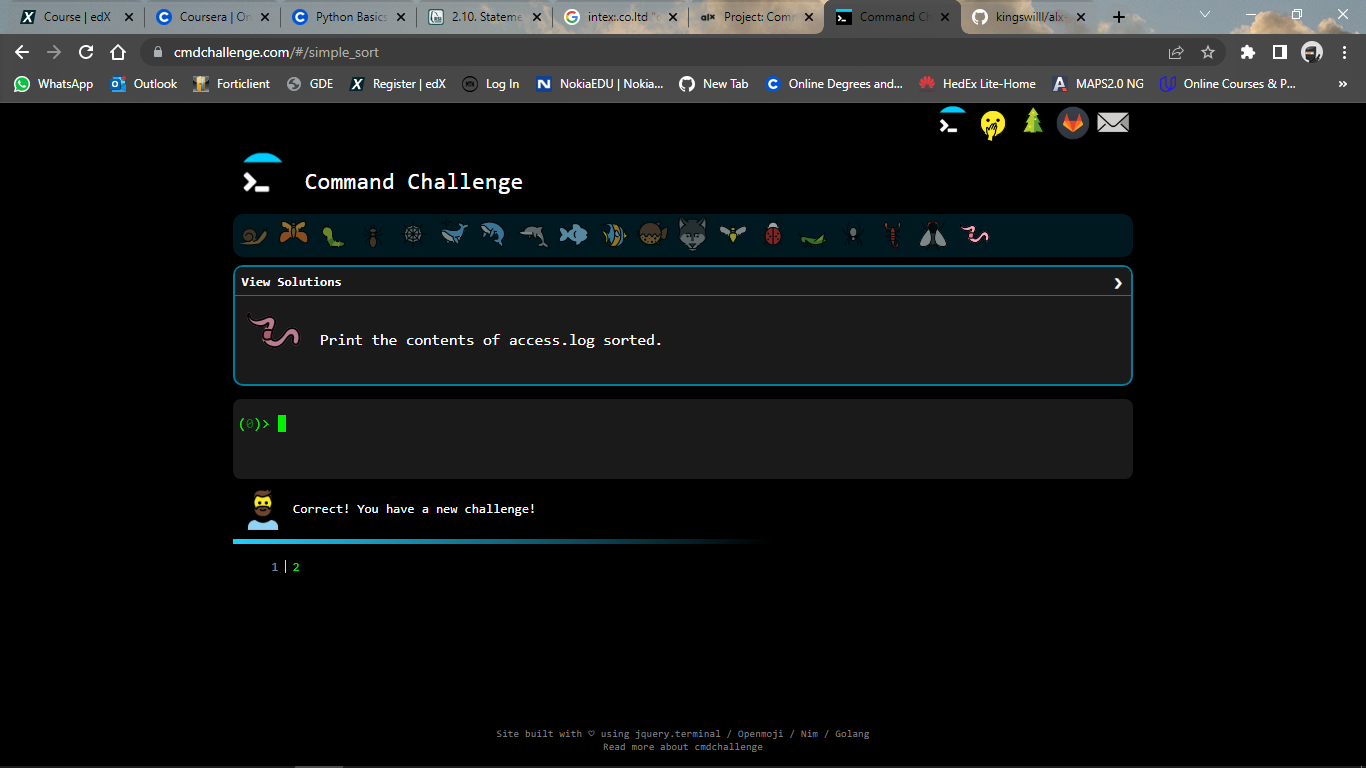 Course | edX
Coursera | On
Python Basics
2.10. Stateme
intex:.co.ltd "r
alx Project: Com
Command Ch
kingswilll/alx-
cmdchallenge.com/#/simple_sort
WhatsApp
Outlook
Forticlient
GDE
Register | edX
Log In
NokiaEDU | Nokia...
New Tab
Online Degrees and...
HedEx Lite-Home
MAPS2.0 NG
Online Courses & P...
»
Command Challenge
View Solutions ❯
Print the contents of access.log sorted.
(0)>
Correct! You have a new challenge!
1 | 2
Site built with ♡ using jquery.terminal / Openmoji / Nim / Golang
Read more about cmdchallenge